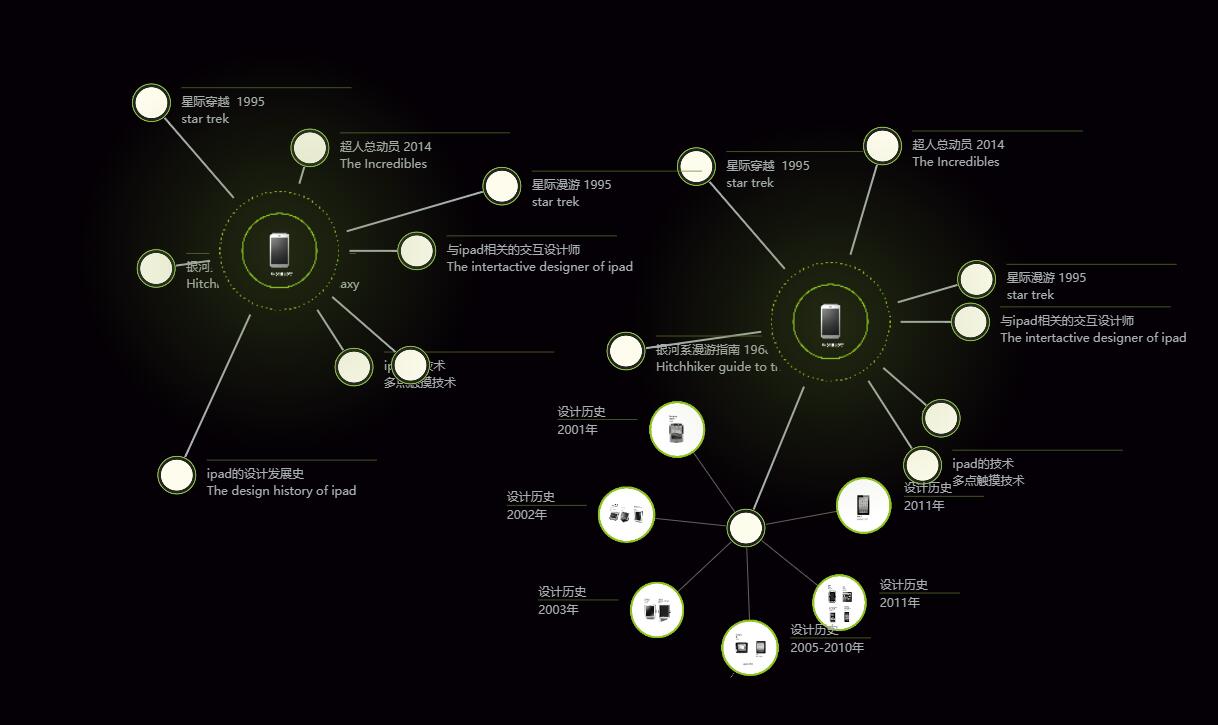 星际穿越 1995
star trek
超人总动员 2014
The Incredibles
星际漫游 1995
star trek
与ipad相关的交互设计师
The intertactive designer of ipad
银河
Hitch
axy
ip 技术
多点触摸技术
ipad的设计发展史
The design history of ipad
星际穿越 1995
star trek
超人总动员 2014
The Incredibles
星际漫游 1995
star trek
与ipad相关的交互设计师
The intertactive designer of ipad
银河系漫游指南 196
Hitchhiker guide to t
ipad的技术
多点触摸技术
设计历史
2001年
设计历史
2002年
设计历史
2003年
设计历史
2005-2010年
设计历史
2011年
设计历史
2011年